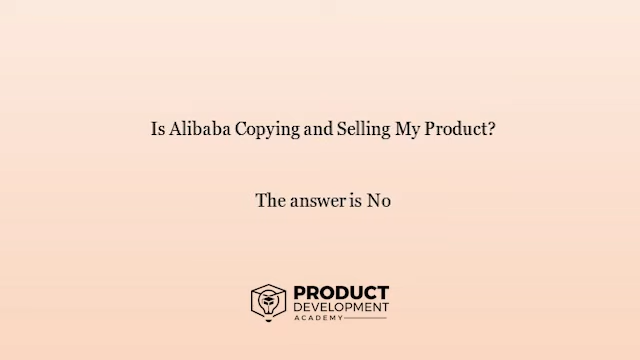 Is Alibaba Copying and Selling My Product?
The answer is No
PRODUCT
DEVELOPMENT
ACADEMY